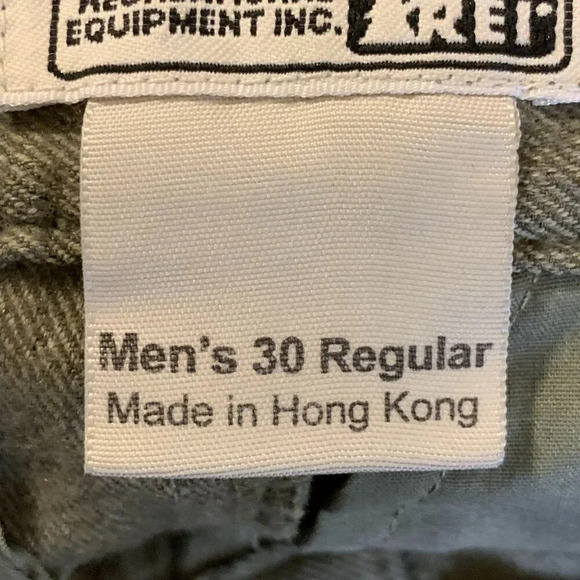 EQUIPMENT INC.
REI
Men's 30 Regular
Made in Hong Kong